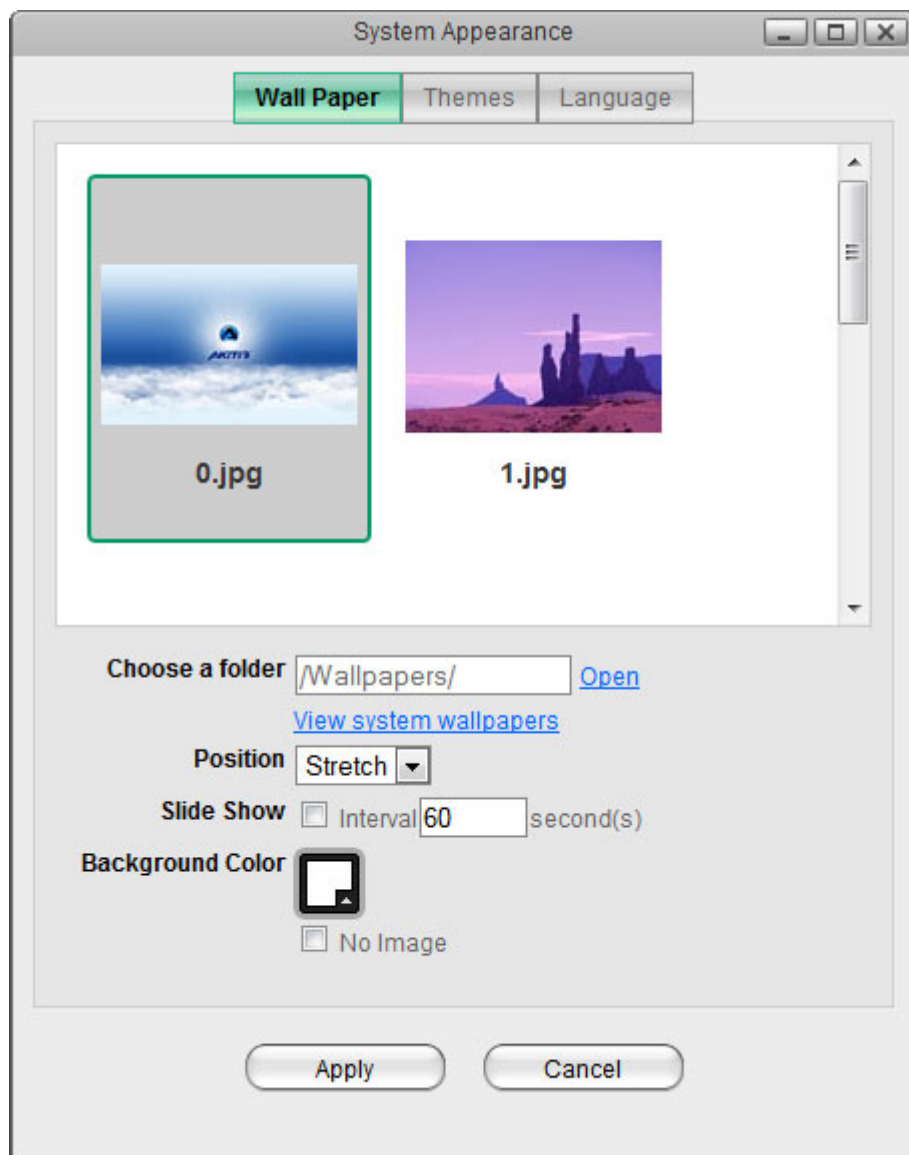 System Appearance
Wall Paper Themes Language
AKiTiO
0.jpg 1.jpg
Choose a folder /Wallpapers/ Open
View system wallpapers
Position Stretch
Slide Show Interval 60 second(s)
Background Color
No Image
Apply Cancel